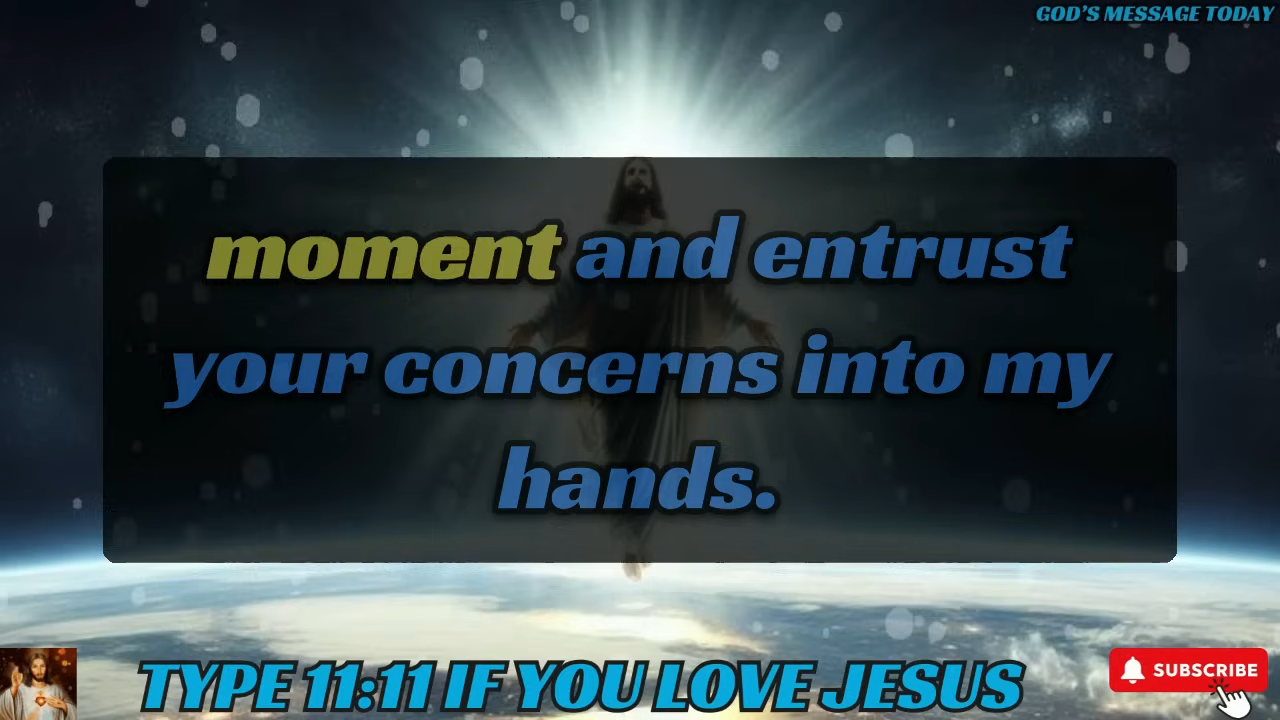 GOD'S MESSAGE TODAY
moment and entrust
your concerns into my
hands.
TYPE 11:11 IF YOU LOVE JESUS
SUBSCRIBE